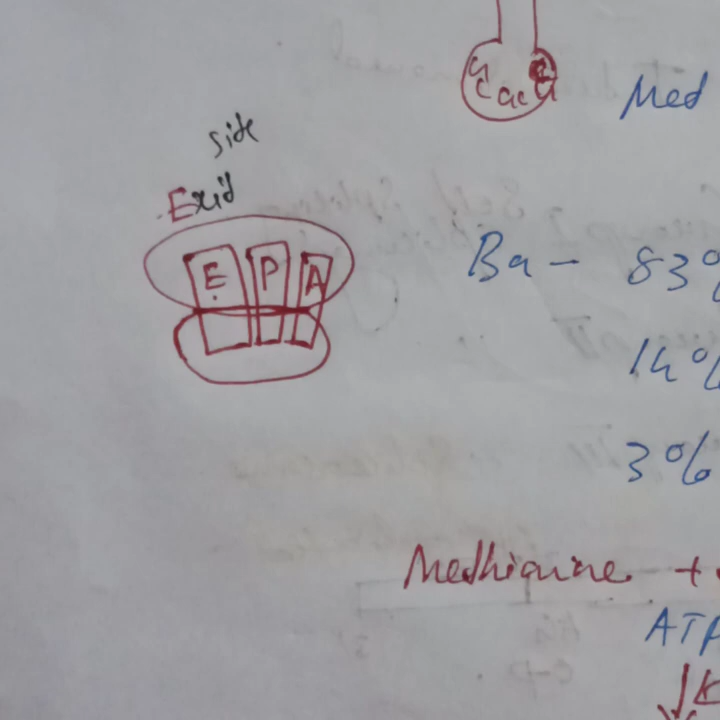 Med
side
Exit
E P A
Ba - 83%
14%
3%
Methionine +
ATP